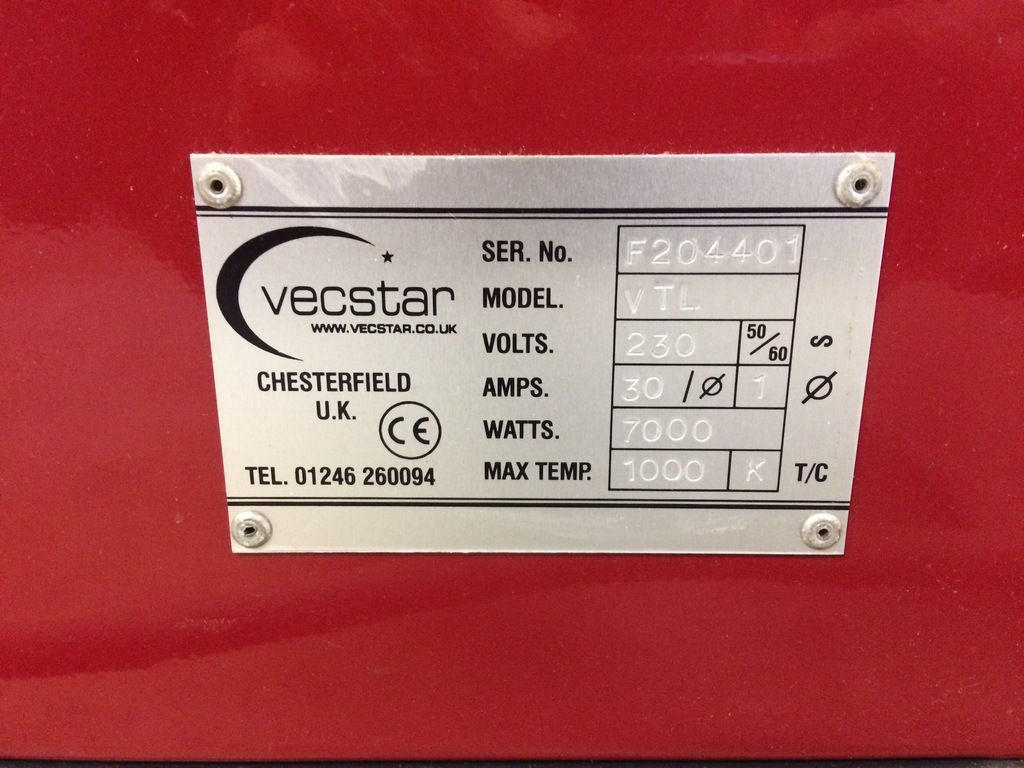 vecstar
WWW.VECSTAR.CO.UK
CHESTERFIELD
U.K.
CE
TEL. 01246 260094
SER. No. F204401
MODEL. VTL
VOLTS. 230 50/60 ∽
AMPS. 30 /Ø 1 Ø
WATTS. 7000
MAX TEMP. 1000 K T/C